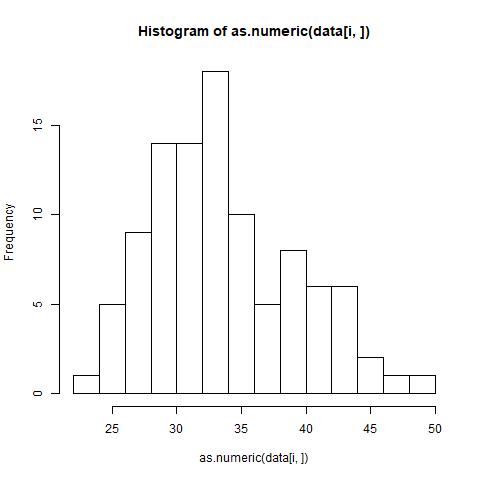 Histogram of as.numeric(data[i, ])
Frequency
15
10
5
0
25 30 35 40 45 50
as.numeric(data[i, ])